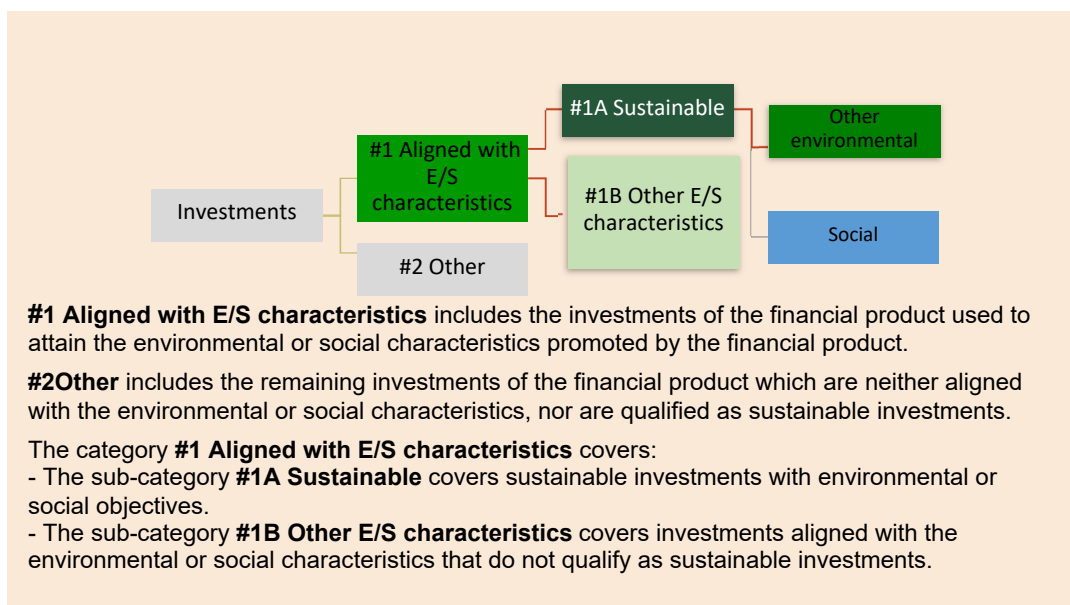 #1A Sustainable
Other
environmental
#1 Aligned with
E/S
characteristics
#1B Other E/S
characteristics
Investments
Social
#2 Other
#1 Aligned with E/S characteristics includes the investments of the financial product used to
attain the environmental or social characteristics promoted by the financial product.
#2Other includes the remaining investments of the financial product which are neither aligned
with the environmental or social characteristics, nor are qualified as sustainable investments.
The category #1 Aligned with E/S characteristics covers:
- The sub-category #1A Sustainable covers sustainable investments with environmental or
social objectives.
- The sub-category #1B Other E/S characteristics covers investments aligned with the
environmental or social characteristics that do not qualify as sustainable investments.